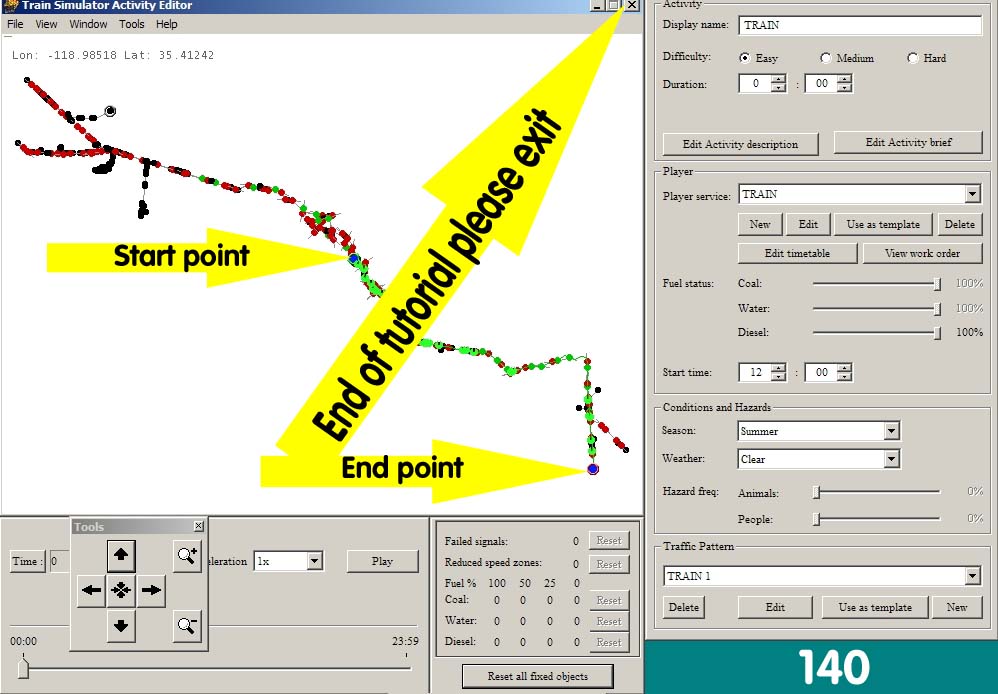 Train Simulator Activity Editor
File View Window Tools Help
Lon: -118.98518 Lat: 35.41242
Start point
End of tutorial please exit
End point
Tools
Time : 0
leration 1x Play
00:00 23:59
Failed signals: 0 Reset
Reduced speed zones: 0 Reset
Fuel % 100 50 25 0
Coal: 0 0 0 0 Reset
Water: 0 0 0 0 Reset
Diesel: 0 0 0 0 Reset
Reset all fixed objects
Activity
Display name: TRAIN
Difficulty: Easy Medium Hard
Duration: 0 : 00
Edit Activity description Edit Activity brief
Player
Player service: TRAIN
New Edit Use as template Delete
Edit timetable View work order
Fuel status: Coal: 100%
Water: 100%
Diesel: 100%
Start time: 12 : 00
Conditions and Hazards
Season: Summer
Weather: Clear
Hazard freq: Animals: 0%
People: 0%
Traffic Pattern
TRAIN 1
Delete Edit Use as template New
140